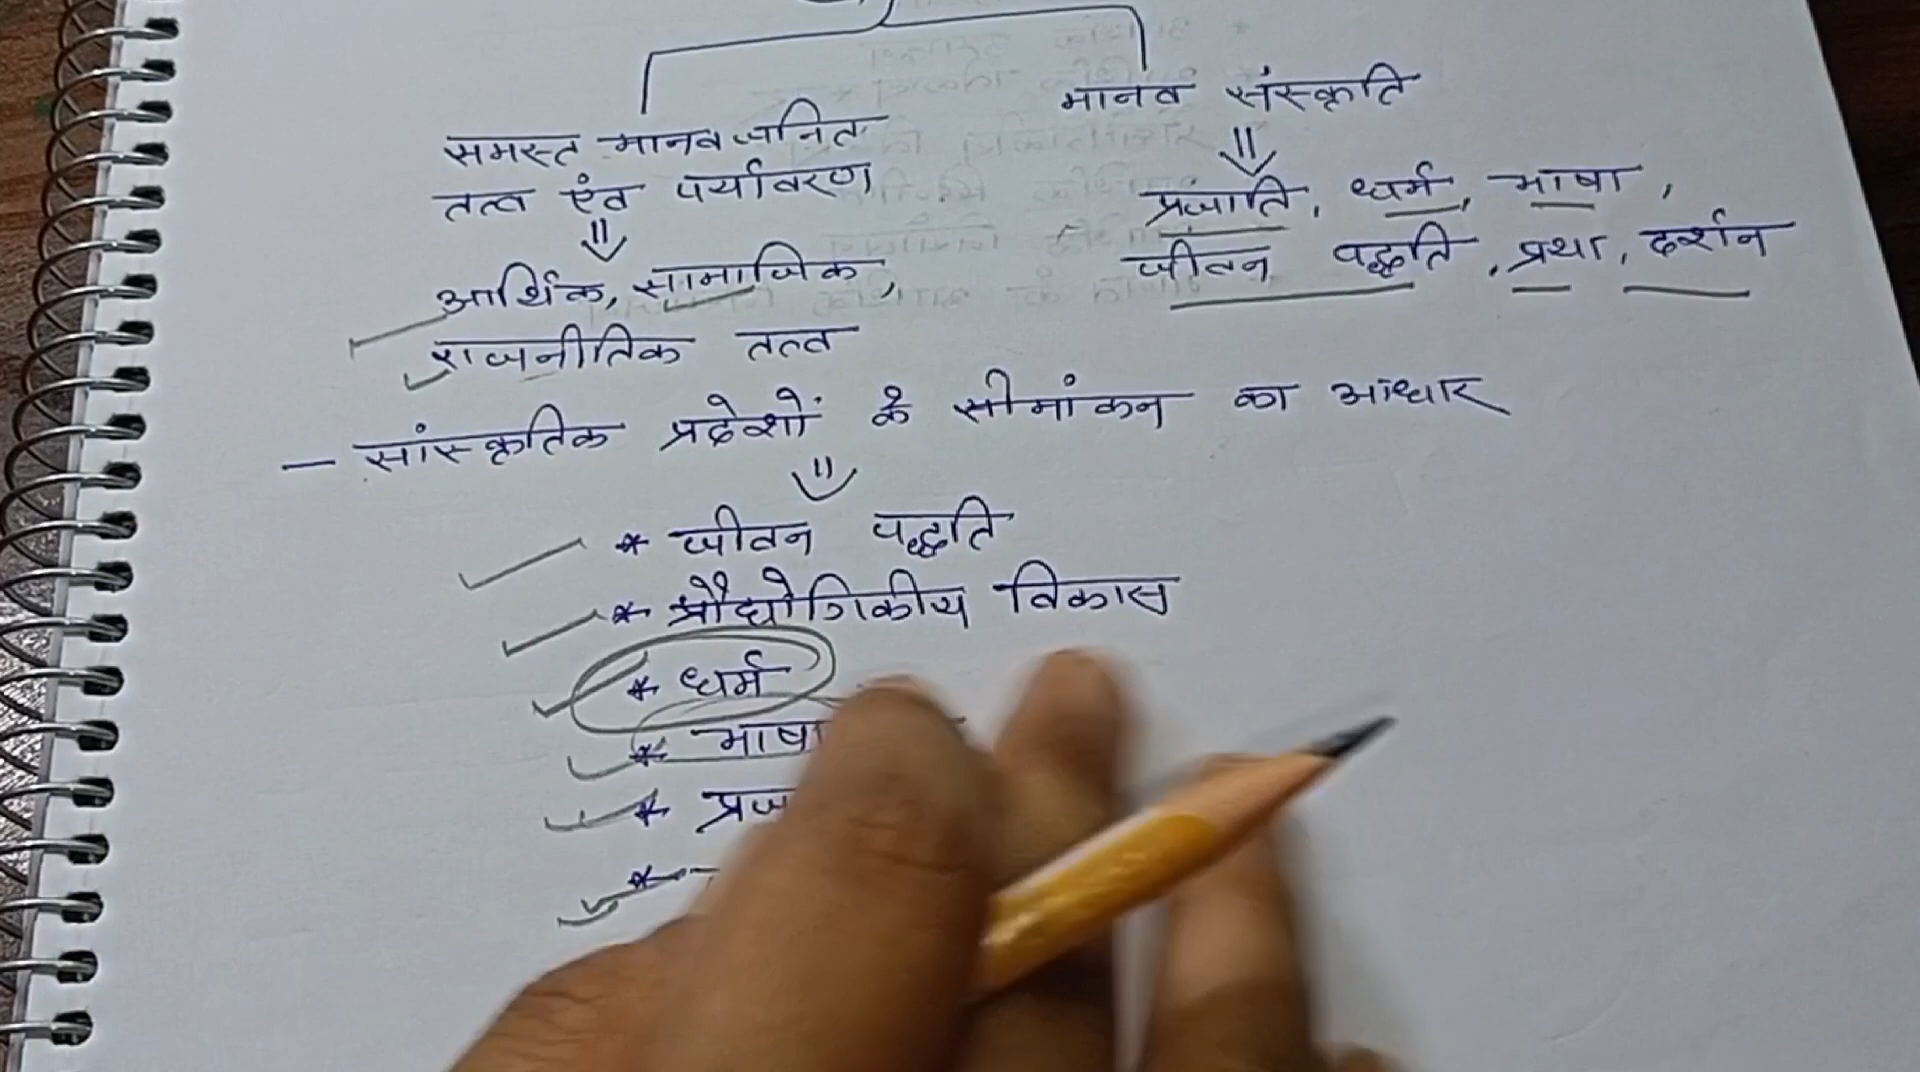 समस्त मानव जनित
तत्व एंव पर्यावरण
आर्थिक, सामाजिक,
राजनीतिक तत्व
मानव संस्कृति
प्रजाति, धर्म, भाषा,
जीवन पद्धति, प्रथा, दर्शन
— सांस्कृतिक प्रदेशों के सीमांकन का आधार
* जीवन पद्धति
* प्रौद्योगिकीय विकास
* धर्म
* भाषा